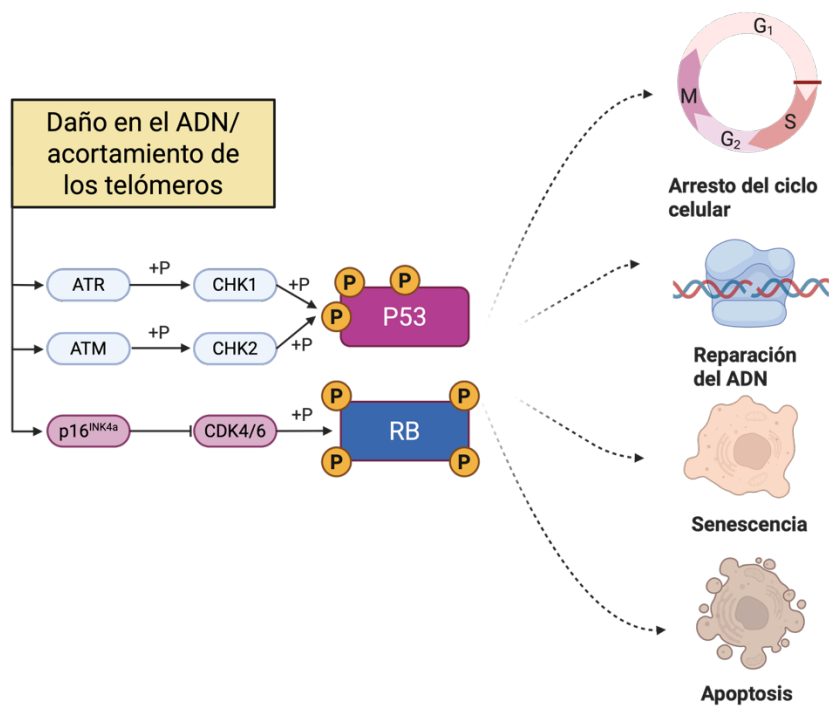 Daño en el ADN/
acortamiento de
los telómeros
ATR
+P
CHK1
+P
ATM
+P
CHK2
+P
p16INK4a
CDK4/6
+P
P
P
P
P53
P
P
RB
P
P
G1
M
S
G2
Arresto del ciclo
celular
Reparación
del ADN
Senescencia
Apoptosis